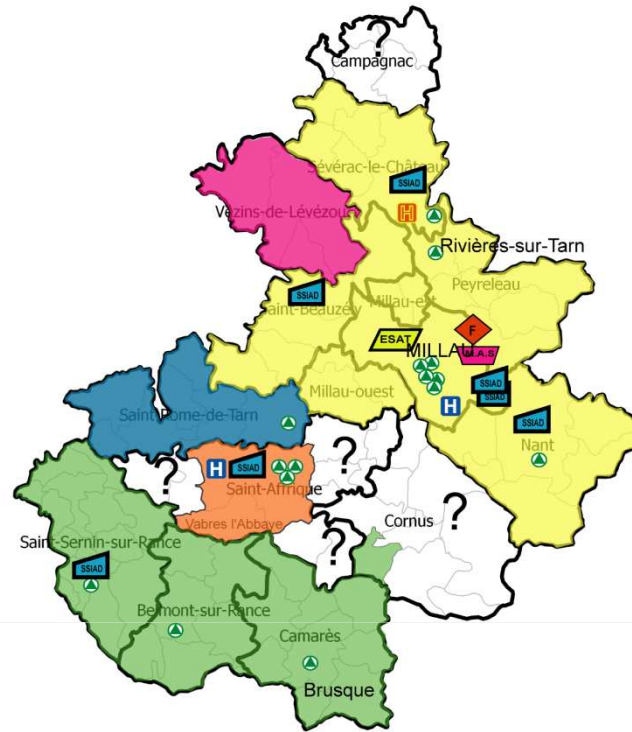 ?
Campagnac
Sévérac-le-Château
SSIAD
H
Vezins-de-Lévézou
Rivières-sur-Tarn
Peyreleau
SSIAD
Saint-Beauzély
Millau-est
F
ESAT
MILLAU
M.A.S
SSIAD
SSIAD
Millau-ouest
H
SSIAD
Nant
Saint-Rome-de-Tarn
?
H
SSIAD
?
Saint-Affrique
Vabres l'Abbaye
Cornus
?
?
Saint-Sernin-sur-Rance
SSIAD
Belmont-sur-Rance
Camarès
Brusque